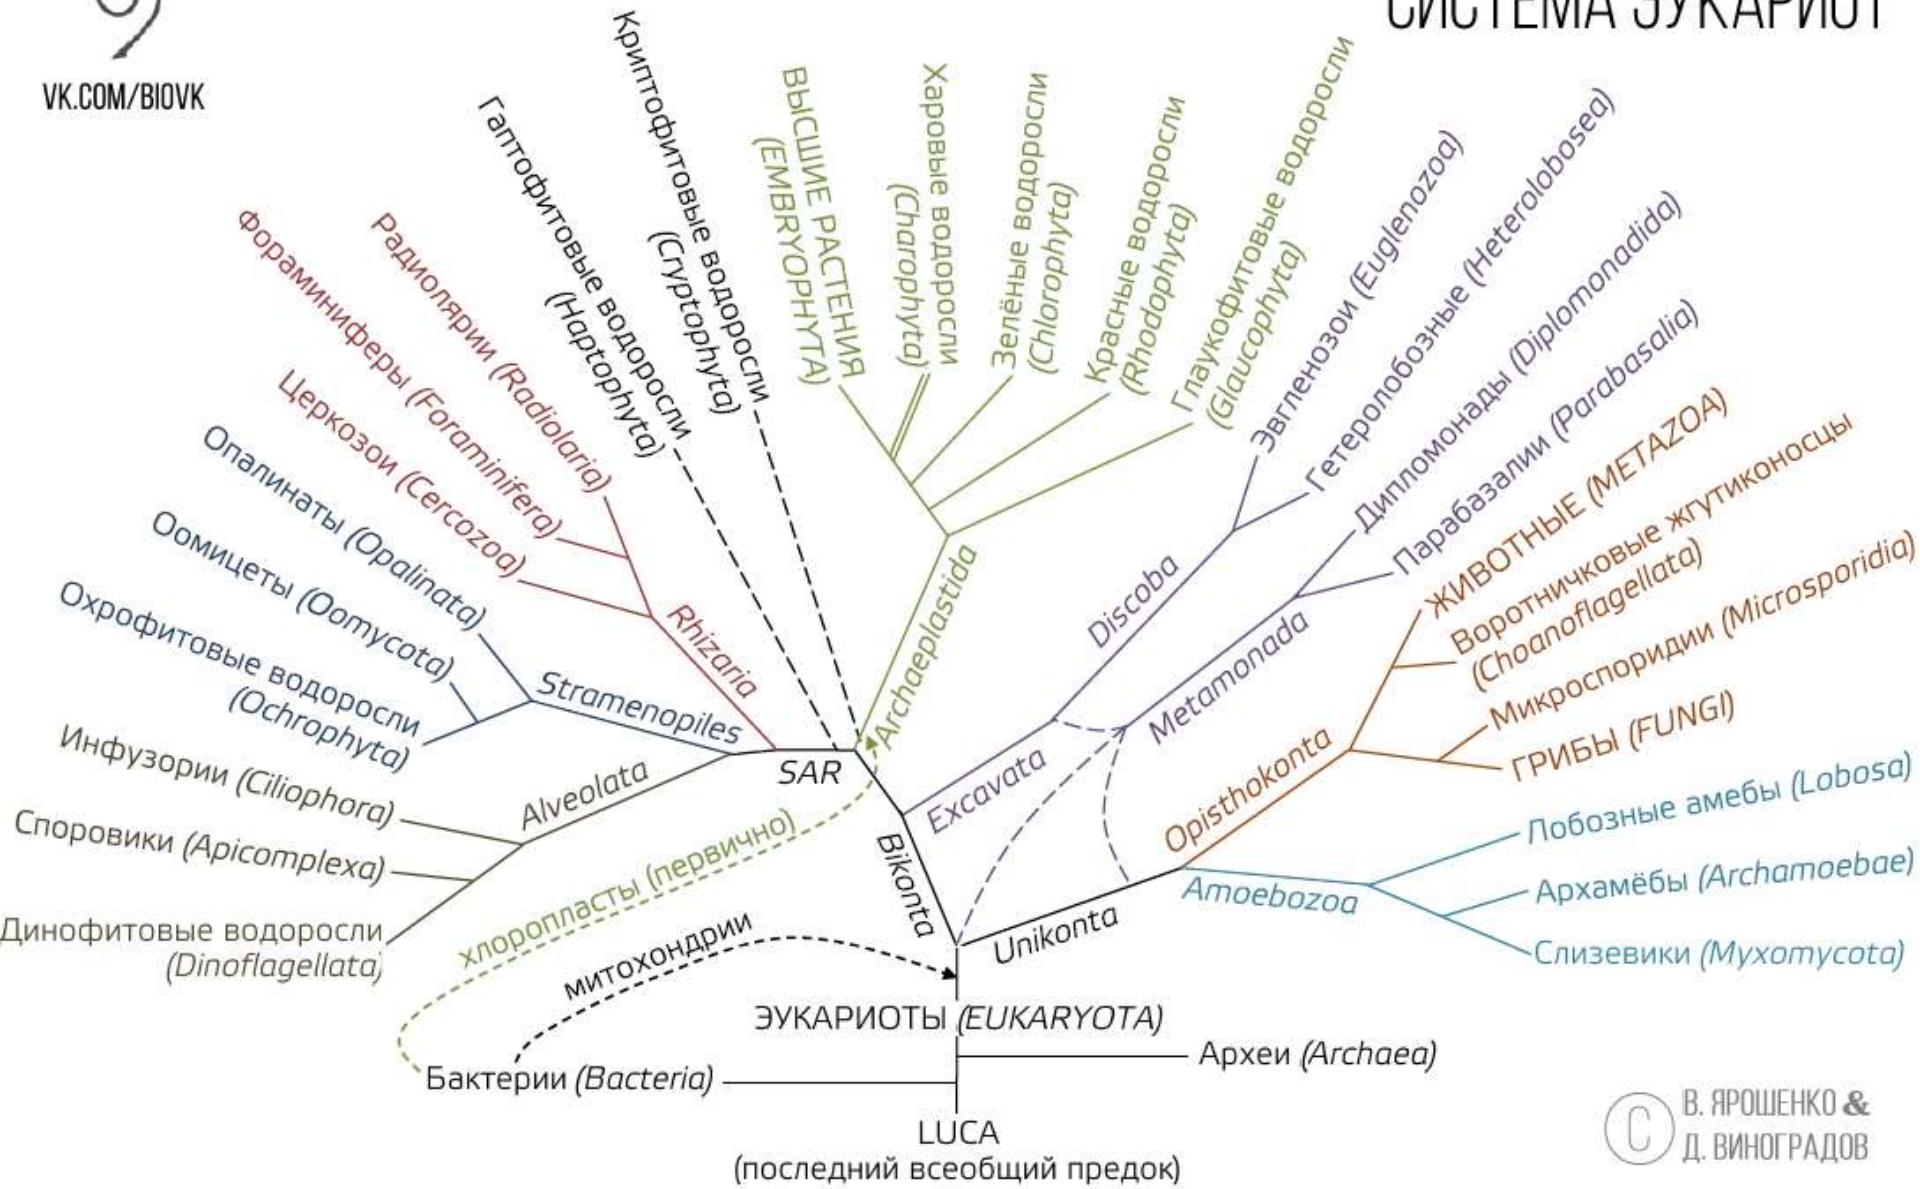 СИСТЕМА ЭУКАРИОТ
VK.COM/BIOVK
Криптофитовые водоросли
(Cryptophyta)
Гаптофитовые водоросли
(Haptophyta)
ВЫСШИЕ РАСТЕНИЯ
(EMBRYOPHYTA)
Харовые водоросли
(Charophyta)
Зелёные водоросли
(Chlorophyta)
Красные водоросли
(Rhodophyta)
Глаукофитовые водоросли
(Glaucophyta)
Эвгленозои (Euglenozoa)
Гетеролобозные (Heterolobosea)
Дипломонады (Diplomonadida)
Парабазалии (Parabasalia)
ЖИВОТНЫЕ (METAZOA)
Воротничковые жгутиконосцы
(Choanoflagellata)
Микроспоридии (Microsporidia)
ГРИБЫ (FUNGI)
Лобозные амебы (Lobosa)
Архамёбы (Archamoebae)
Слизевики (Myxomycota)
Радиолярии (Radiolaria)
Фораминиферы (Foraminifera)
Церкозои (Cercozoa)
Опалинаты (Opalinata)
Оомицеты (Oomycota)
Охрофитовые водоросли
(Ochrophyta)
Инфузории (Ciliophora)
Споровики (Apicomplexa)
Динофитовые водоросли
(Dinoflagellata)
Rhizaria
Stramenopiles
Alveolata
SAR
Archaeplastida
Discoba
Metamonada
Excavata
Opisthokonta
Amoebozoa
Bikonta
Unikonta
хлоропласты (первично)
митохондрии
ЭУКАРИОТЫ (EUKARYOTA)
Археи (Archaea)
Бактерии (Bacteria)
LUCA
(последний всеобщий предок)
C В. ЯРОШЕНКО &
Д. ВИНОГРАДОВ